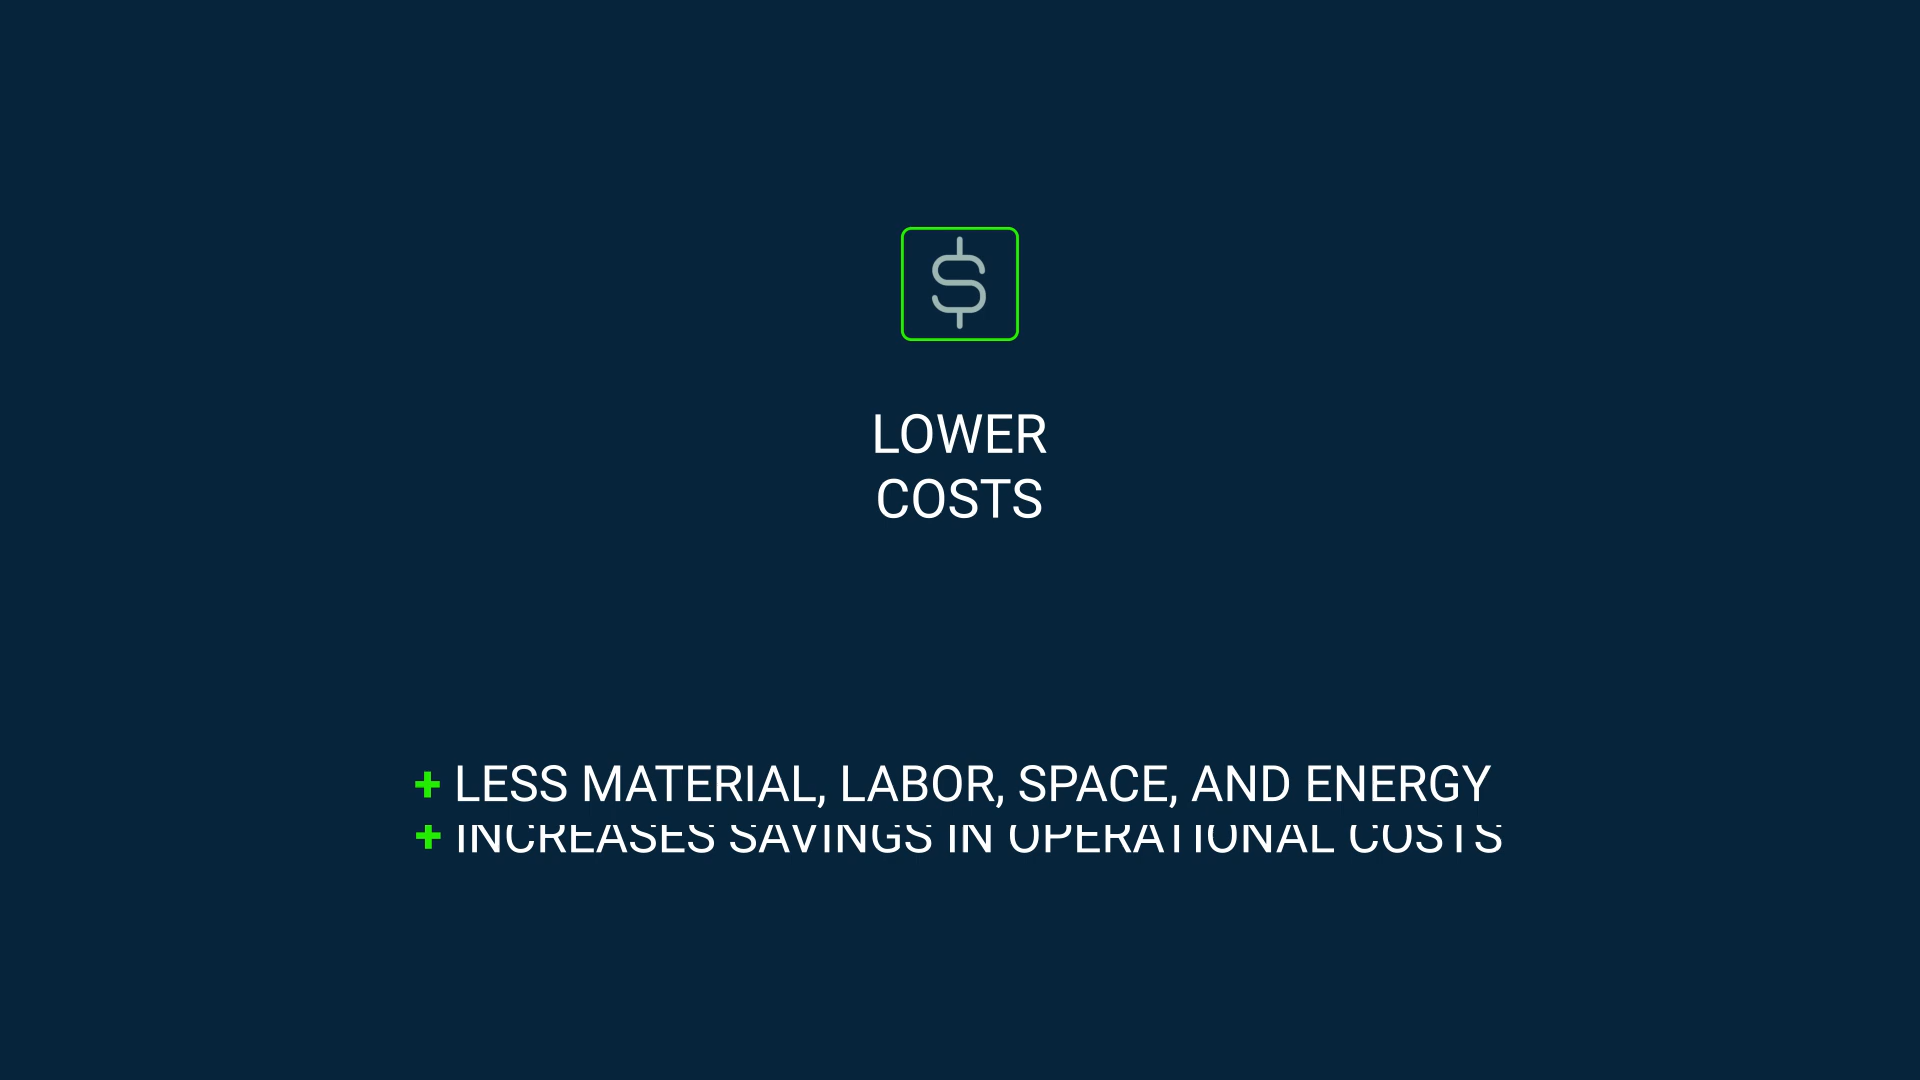 $
LOWER
COSTS
+ LESS MATERIAL, LABOR, SPACE, AND ENERGY
+ INCREASES SAVINGS IN OPERATIONAL COSTS